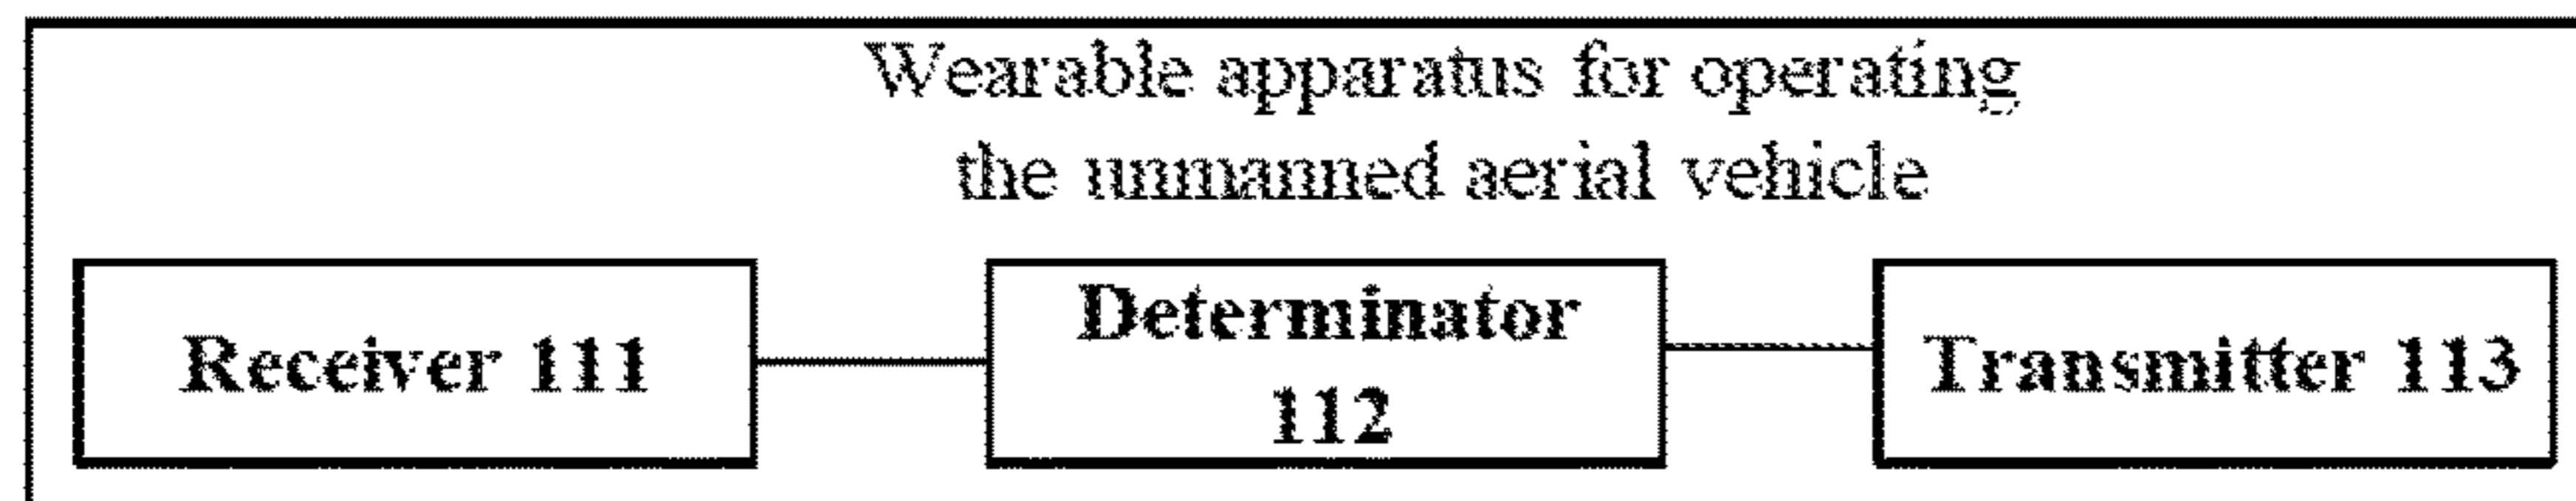 Wearable apparatus for operating
the unmanned aerial vehicle
Receiver 111
Determinator
112
Transmitter 113